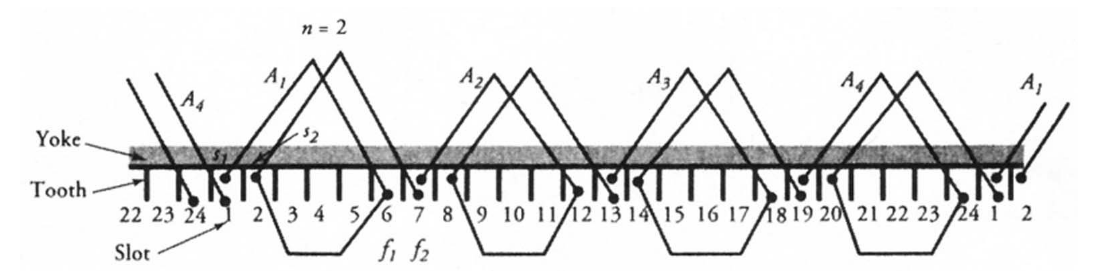 n = 2
A4 A1 A2 A3 A4 A1
Yoke s1 s2
Tooth
22 23 24 1 2 3 4 5 6 7 8 9 10 11 12 13 14 15 16 17 18 19 20 21 22 23 24 1 2
Slot f1 f2